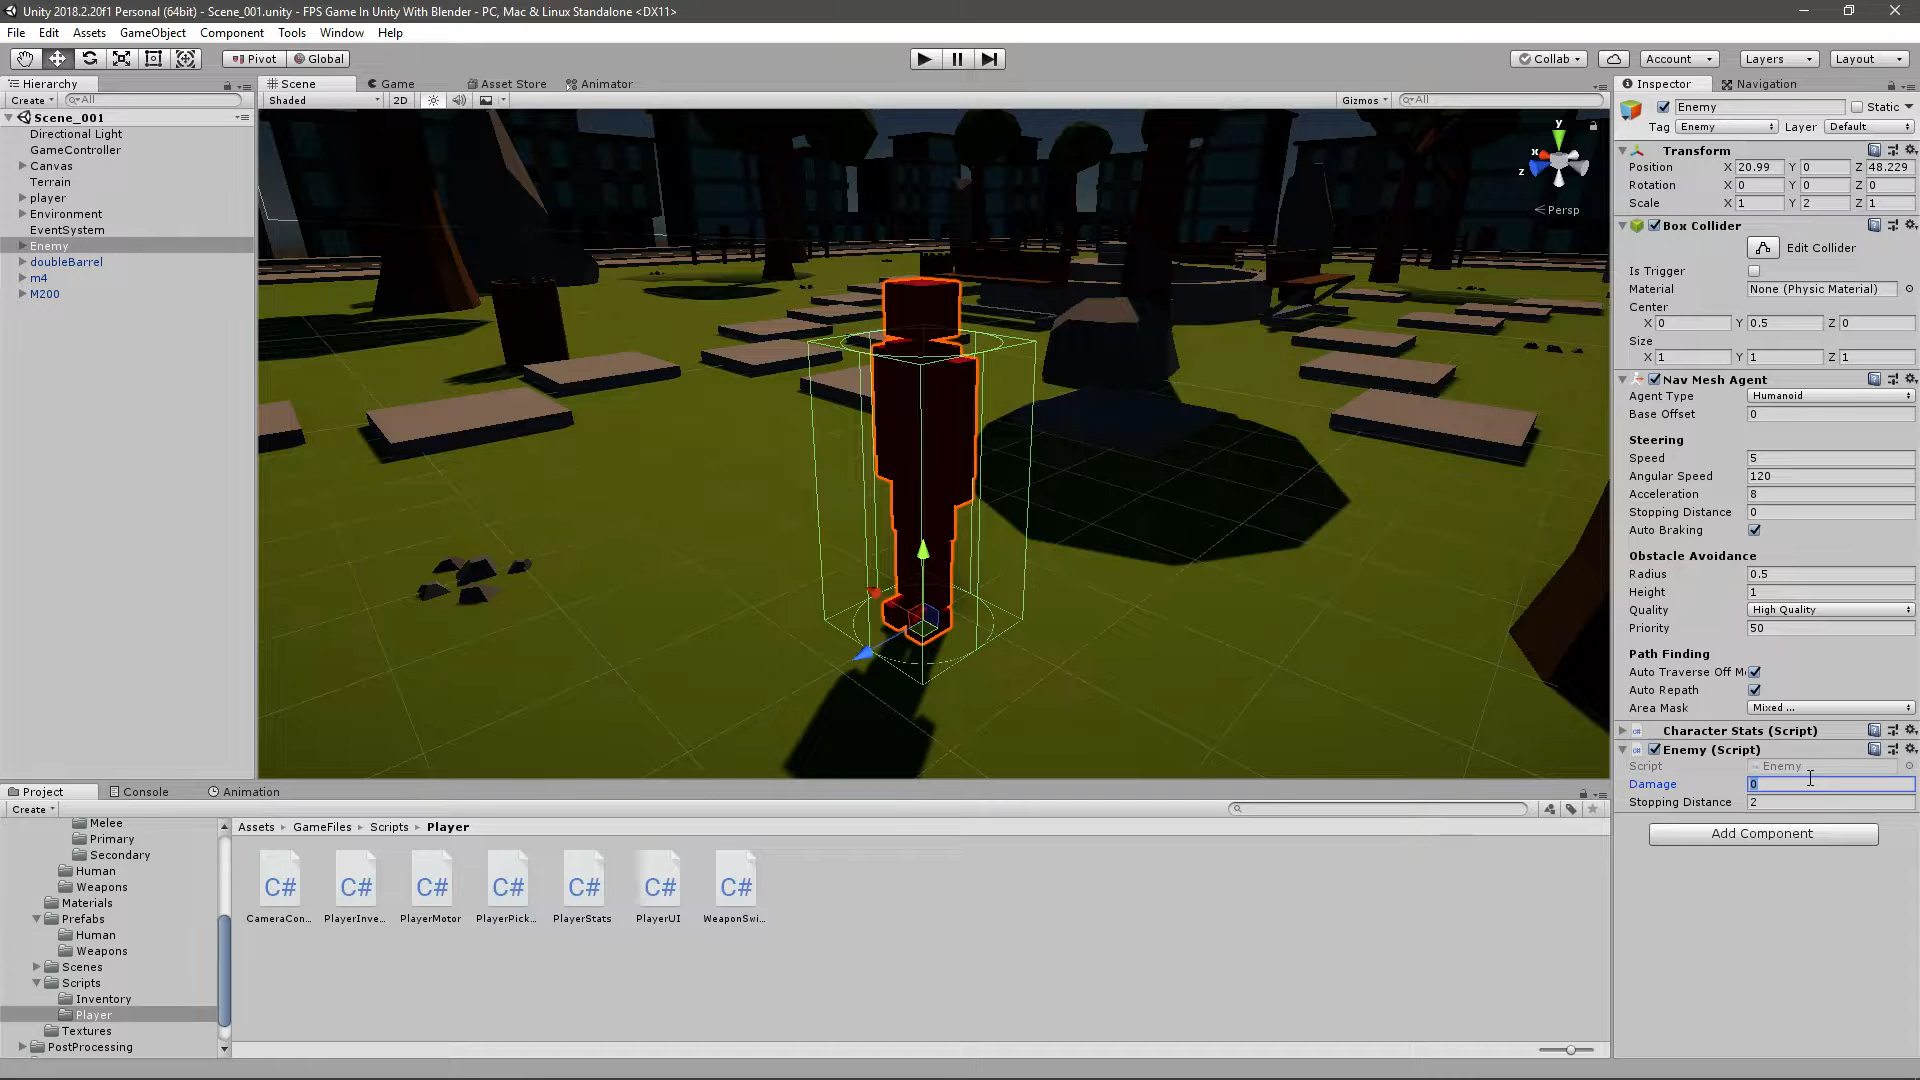 Unity 2018.2.20f1 Personal (64bit) - Scene_001.unity - FPS Game In Unity With Blender - PC, Mac & Linux Standalone <DX11>
File Edit Assets GameObject Component Tools Window Help
Pivot Global Collab Account Layers Layout
Hierarchy
Create All
Scene_001
Directional Light
GameController
Canvas
Terrain
player
Environment
EventSystem
Enemy
doubleBarrel
m4
M200
Scene Game Asset Store Animator
Shaded 2D Gizmos All
y
x
z
Persp
Inspector Navigation
Enemy Static
Tag Enemy Layer Default
Transform
Position X 20.99 Y 0 Z 48.229
Rotation X 0 Y 0 Z 0
Scale X 1 Y 2 Z 1
Box Collider
Edit Collider
Is Trigger
Material None (Physic Material)
Center
X 0 Y 0.5 Z 0
Size
X 1 Y 1 Z 1
Nav Mesh Agent
Agent Type Humanoid
Base Offset 0
Steering
Speed 5
Angular Speed 120
Acceleration 8
Stopping Distance 0
Auto Braking
Obstacle Avoidance
Radius 0.5
Height 1
Quality High Quality
Priority 50
Path Finding
Auto Traverse Off M
Auto Repath
Area Mask Mixed ...
Character Stats (Script)
Enemy (Script)
Script Enemy
Damage 0
Stopping Distance 2
Add Component
Project Console Animation
Create
Melee
Primary
Secondary
Human
Weapons
Materials
Prefabs
Human
Weapons
Scenes
Scripts
Inventory
Player
Textures
PostProcessing
Assets GameFiles Scripts Player
C# C# C# C# C# C# C#
CameraCon... PlayerInve... PlayerMotor PlayerPick... PlayerStats PlayerUI WeaponSwi...